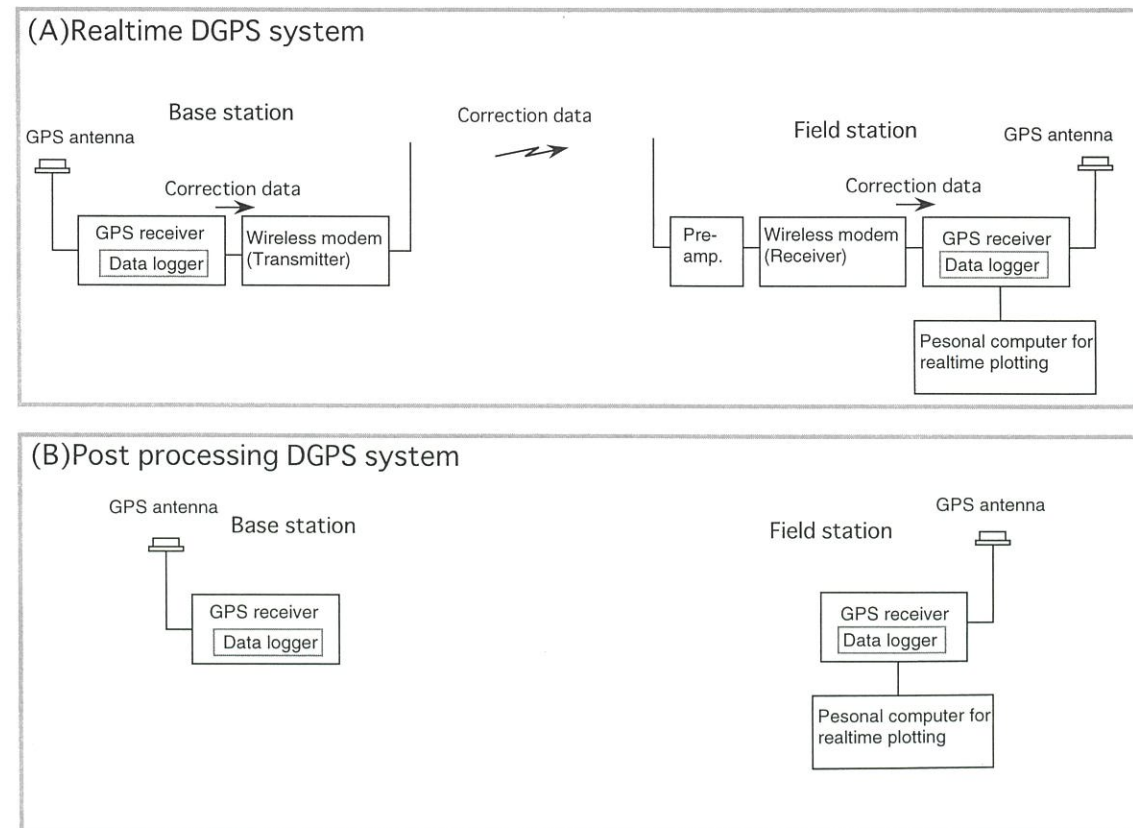 (A)Realtime DGPS system
Base station
Correction data
Field station
GPS antenna
GPS antenna
Correction data
Correction data
GPS receiver
Data logger
Wireless modem
(Transmitter)
Pre-
amp.
Wireless modem
(Receiver)
GPS receiver
Data logger
Pesonal computer for
realtime plotting
(B)Post processing DGPS system
GPS antenna
Base station
GPS antenna
Field station
GPS receiver
Data logger
GPS receiver
Data logger
Pesonal computer for
realtime plotting